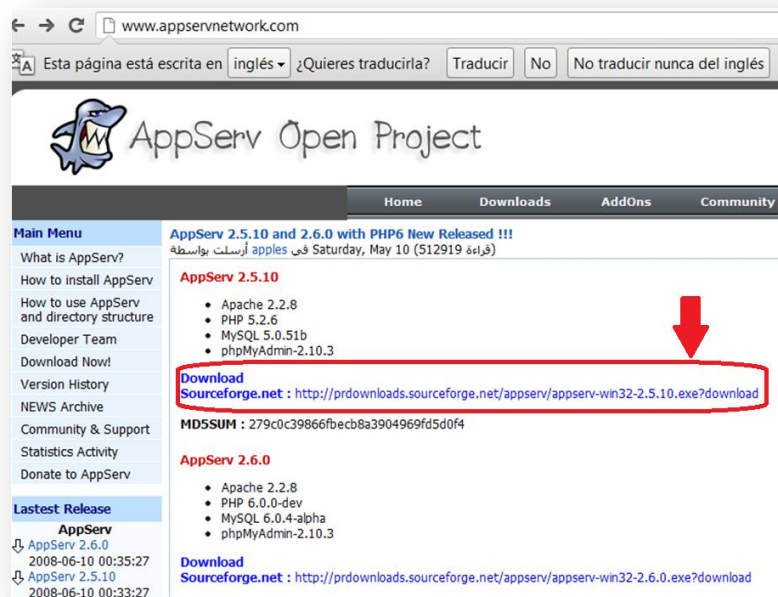 www.appservnetwork.com
Esta página está escrita en inglés ¿Quieres traducirla? Traducir No No traducir nunca del inglés
AppServ Open Project
Home Downloads AddOns Community
Main Menu
What is AppServ?
How to install AppServ
How to use AppServ
and directory structure
Developer Team
Download Now!
Version History
NEWS Archive
Community & Support
Statistics Activity
Donate to AppServ
Lastest Release
AppServ
AppServ 2.6.0
2008-06-10 00:35:27
AppServ 2.5.10
2008-06-10 00:33:27
AppServ 2.5.10 and 2.6.0 with PHP6 New Released !!!
أرسلت بواسطة apples في Saturday, May 10 (512919 قراءة)
AppServ 2.5.10
• Apache 2.2.8
• PHP 5.2.6
• MySQL 5.0.51b
• phpMyAdmin-2.10.3
Download
Sourceforge.net : http://prdownloads.sourceforge.net/appserv/appserv-win32-2.5.10.exe?download
MD5SUM : 279c0c39866fbecb8a3904969fd5d0f4
AppServ 2.6.0
• Apache 2.2.8
• PHP 6.0.0-dev
• MySQL 6.0.4-alpha
• phpMyAdmin-2.10.3
Download
Sourceforge.net : http://prdownloads.sourceforge.net/appserv/appserv-win32-2.6.0.exe?download